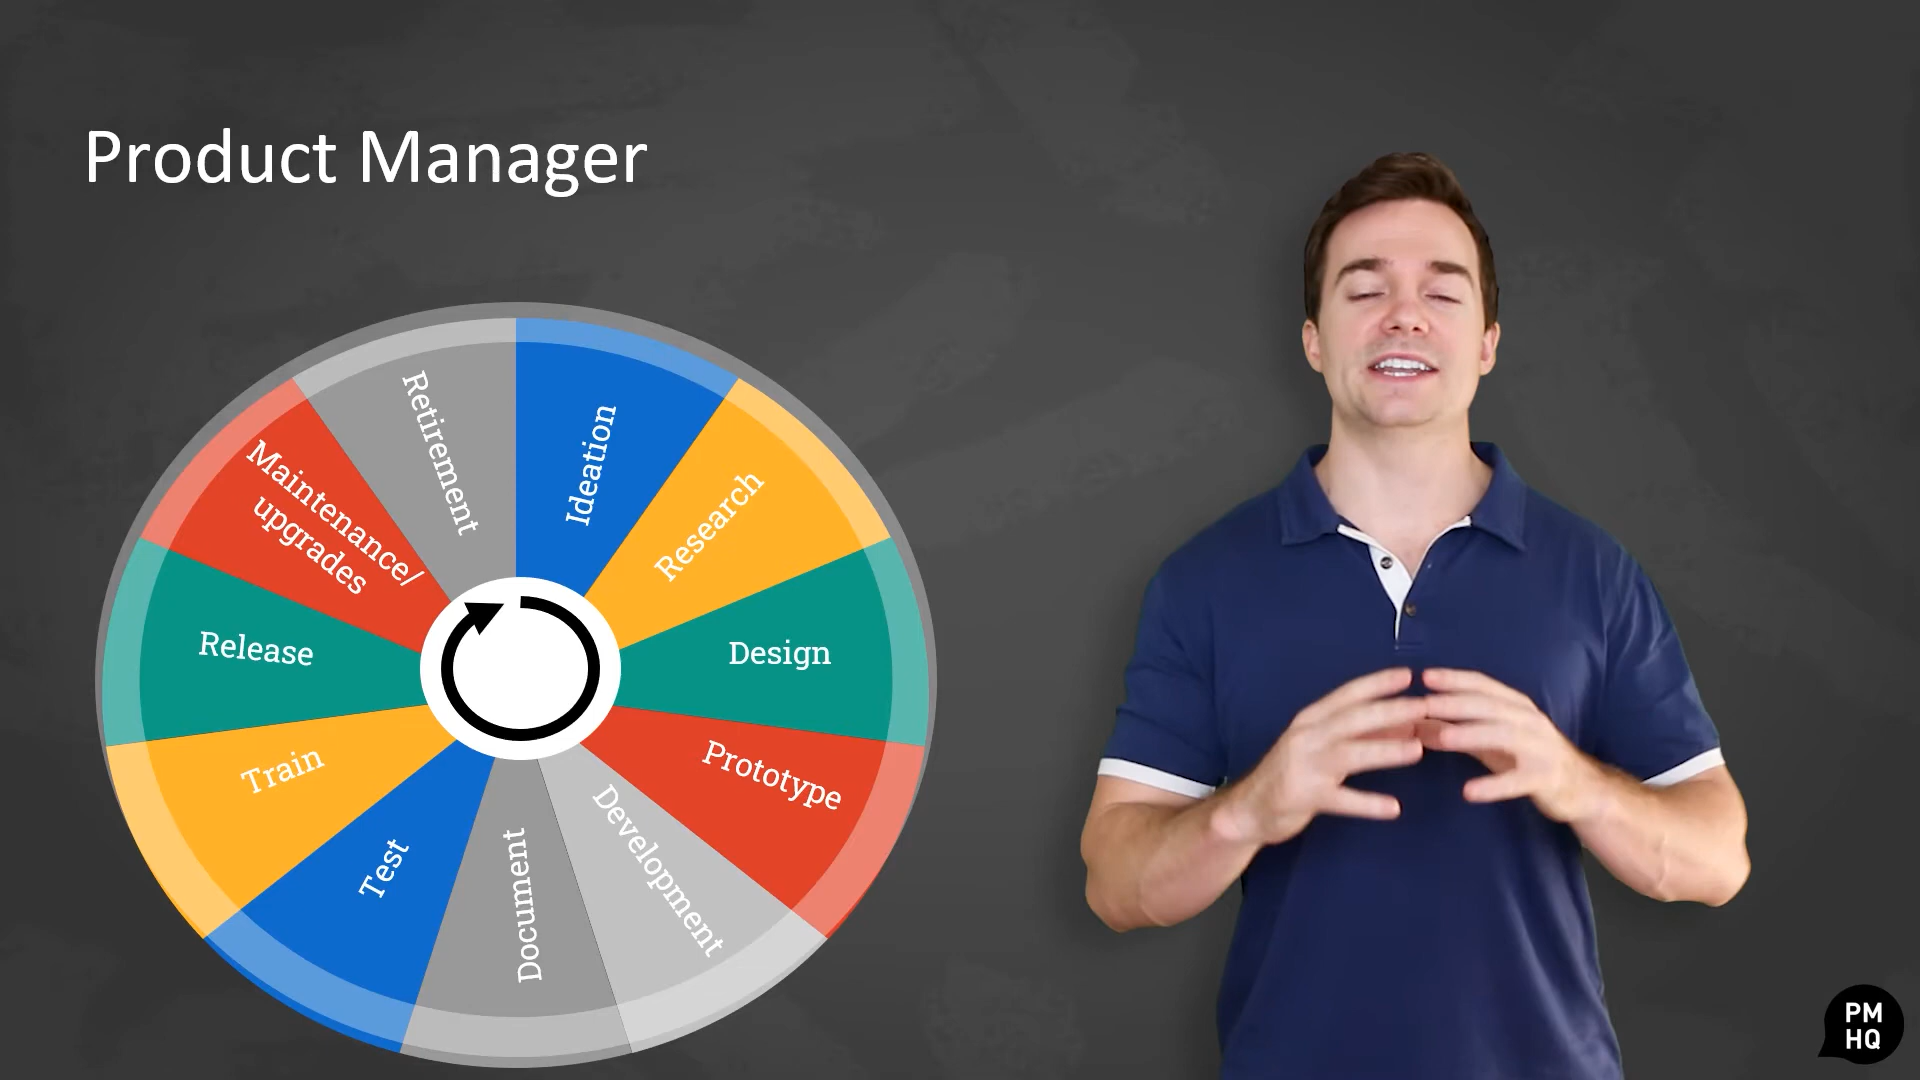 Product Manager
Ideation
Research
Design
Prototype
Development
Document
Test
Train
Release
Maintenance/
upgrades
Retirement
PM
HQ